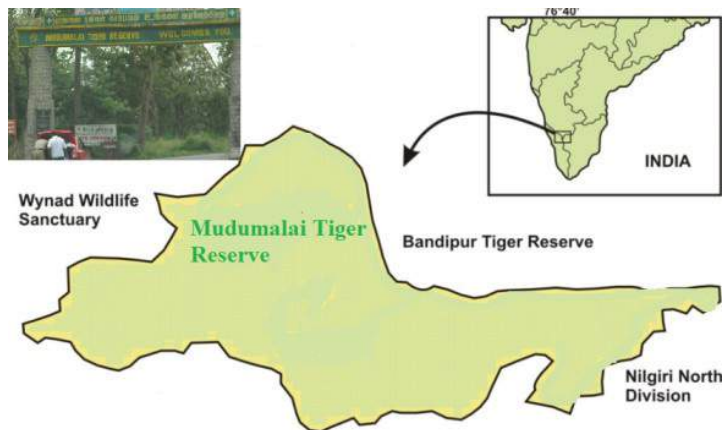 MUDUMALAI TIGER RESERVE WELCOMES YOU
76°40'
INDIA
Wynad Wildlife
Sanctuary
Mudumalai Tiger
Reserve
Bandipur Tiger Reserve
Nilgiri North
Division